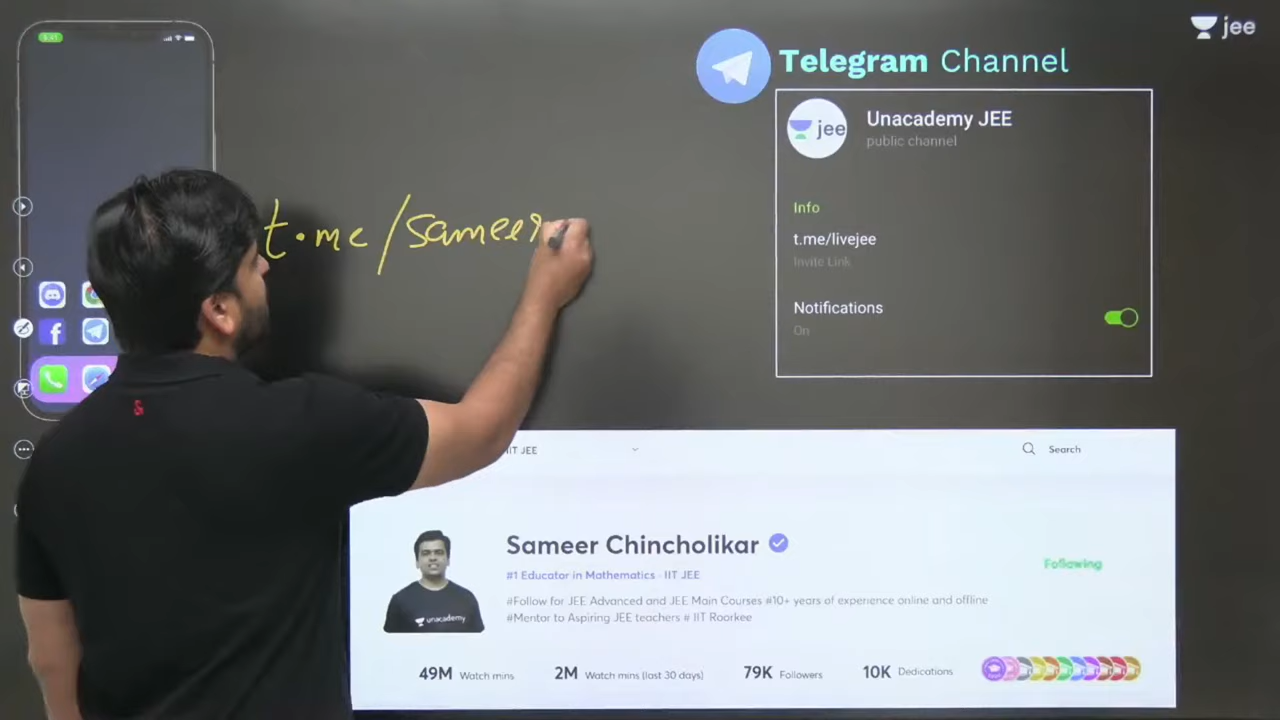 9:41
jee
Telegram Channel
jee
Unacademy JEE
public channel
t.me/sameer
Info
t.me/livejee
Invite Link
Notifications
On
IIT JEE
Search
Sameer Chincholikar
#1 Educator in Mathematics · IIT JEE
Following
#Follow for JEE Advanced and JEE Main Courses #10+ years of experience online and offline
#Mentor to Aspiring JEE teachers # IIT Roorkee
unacademy
49M Watch mins
2M Watch mins (last 30 days)
79K Followers
10K Dedications